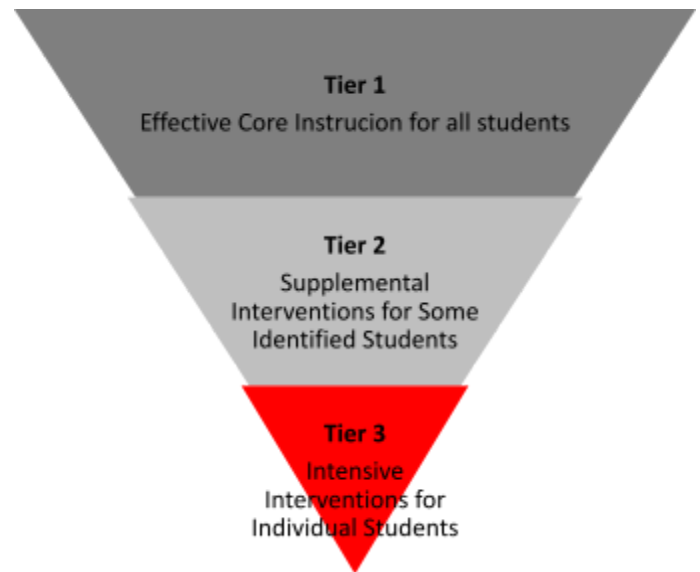 Tier 1
Effective Core Instrucion for all students
Tier 2
Supplemental
Interventions for Some
Identified Students
Tier 3
Intensive
Interventions for
Individual Students